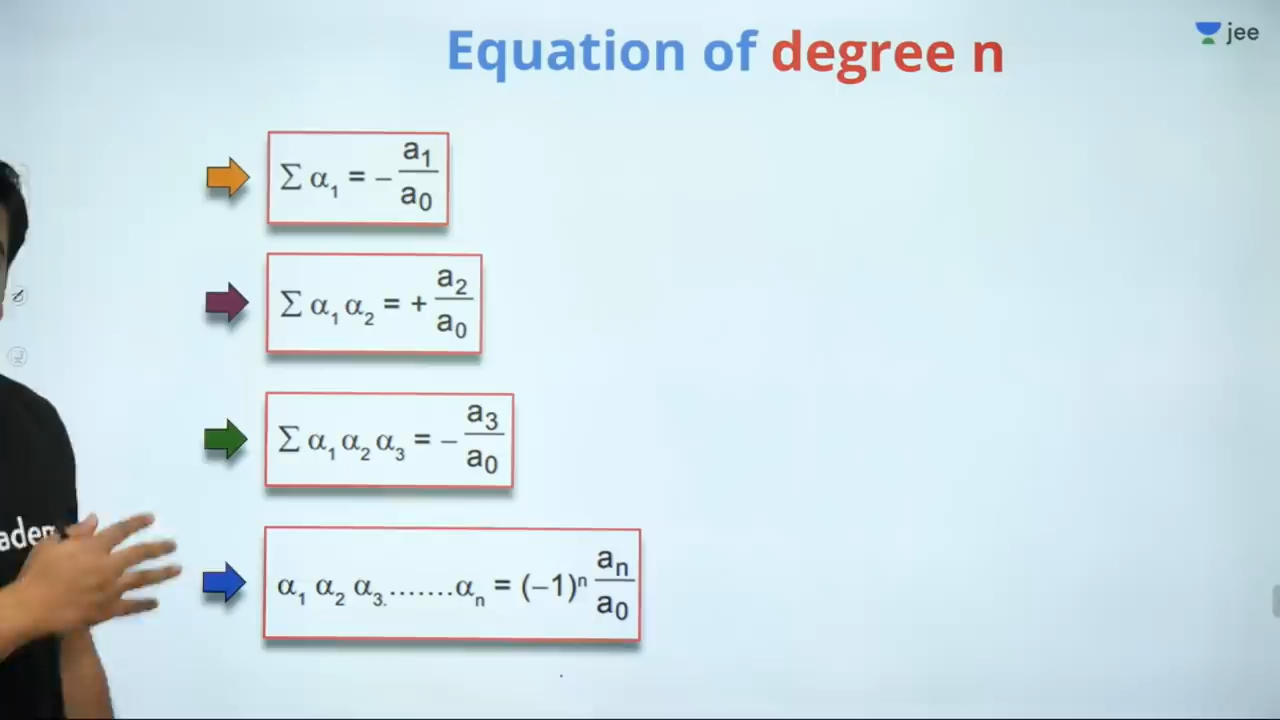 Equation of degree n
jee
∑ α₁ = − a₁/a₀
∑ α₁ α₂ = + a₂/a₀
∑ α₁ α₂ α₃ = − a₃/a₀
α₁ α₂ α₃.......αₙ = (−1)ⁿ aₙ/a₀
adem